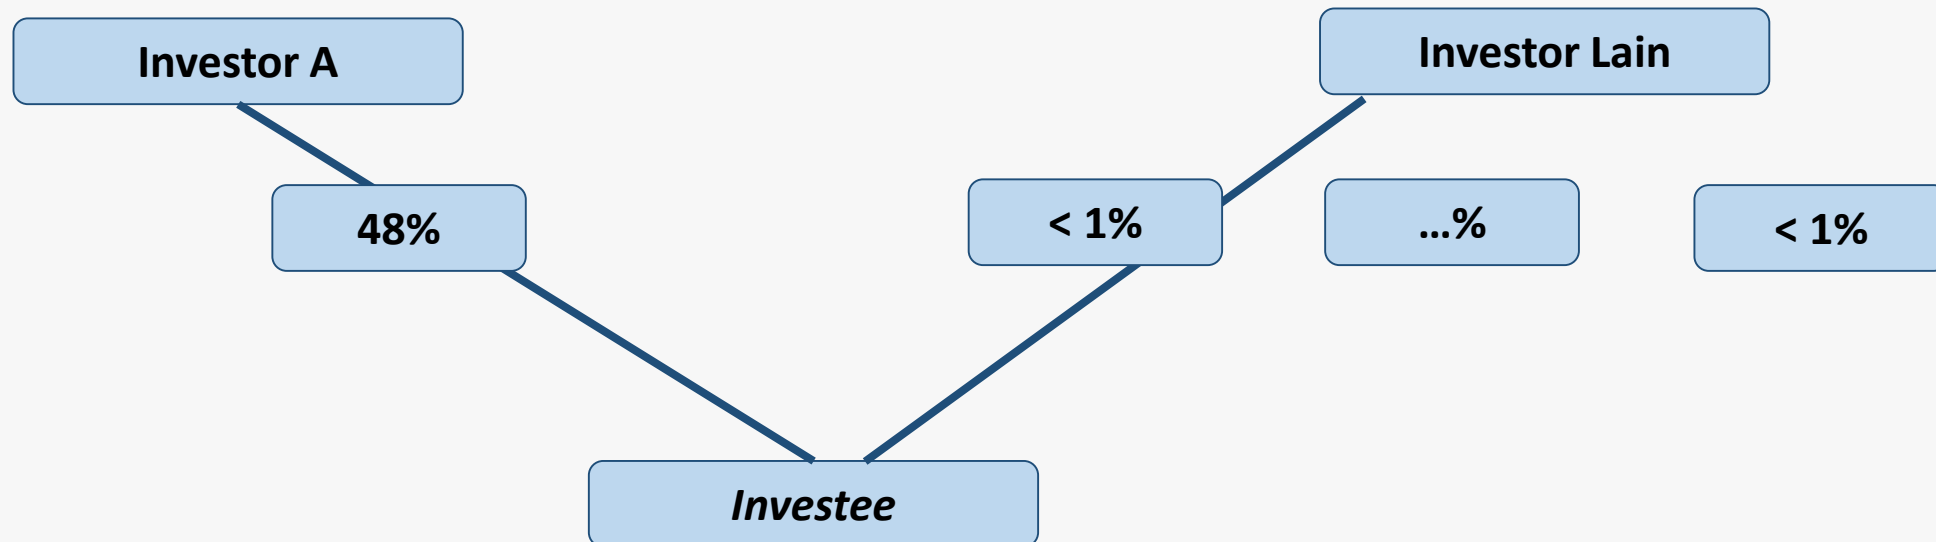 Investor A
Investor Lain
48%
< 1%
...%
< 1%
Investee